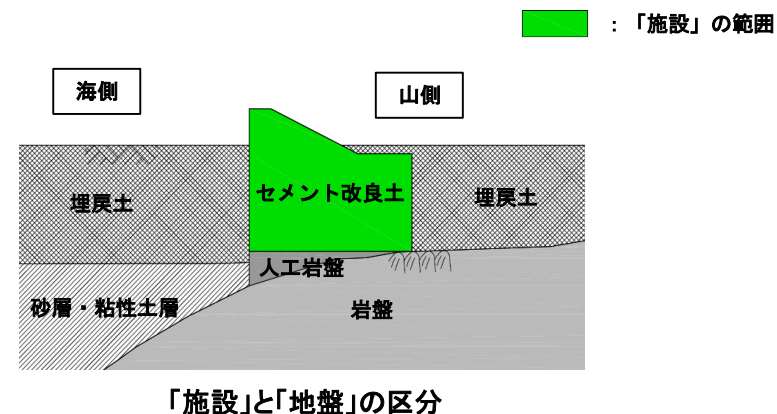 ：「施設」の範囲
海側
山側
セメント改良土
埋戻土
埋戻土
人工岩盤
砂層・粘性土層
岩盤
「施設」と「地盤」の区分